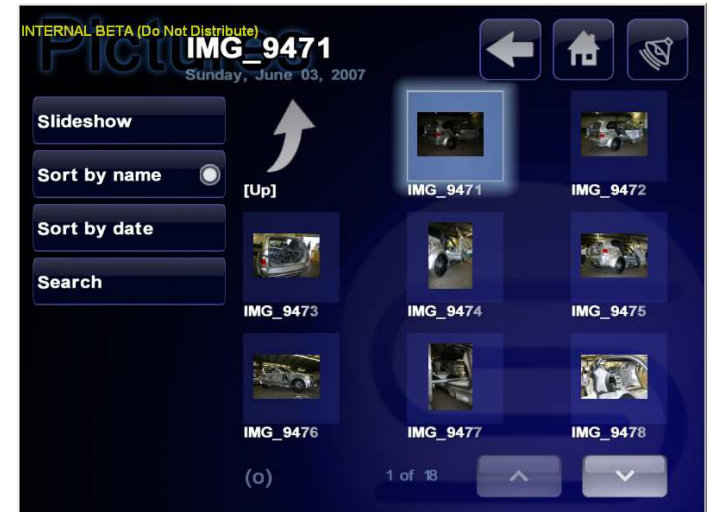 INTERNAL BETA (Do Not Distribute)
Pictures
IMG_9471
Sunday, June 03, 2007
Slideshow
Sort by name
Sort by date
Search
[Up]
IMG_9471
IMG_9472
IMG_9473
IMG_9474
IMG_9475
IMG_9476
IMG_9477
IMG_9478
(o)
1 of 18